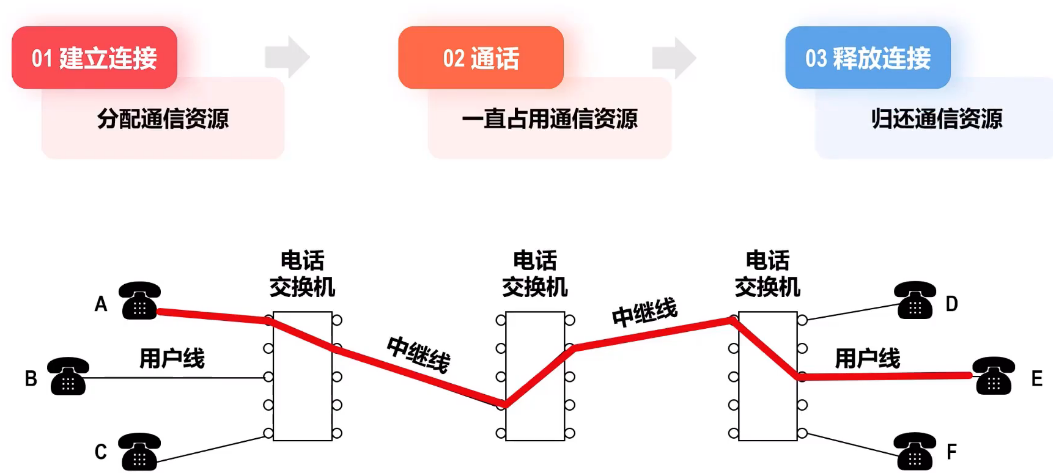 01 建立连接
02 通话
03 释放连接
分配通信资源
一直占用通信资源
归还通信资源
电话
交换机
电话
交换机
电话
交换机
A
中继线
中继线
D
用户线
用户线
B
E
C
F